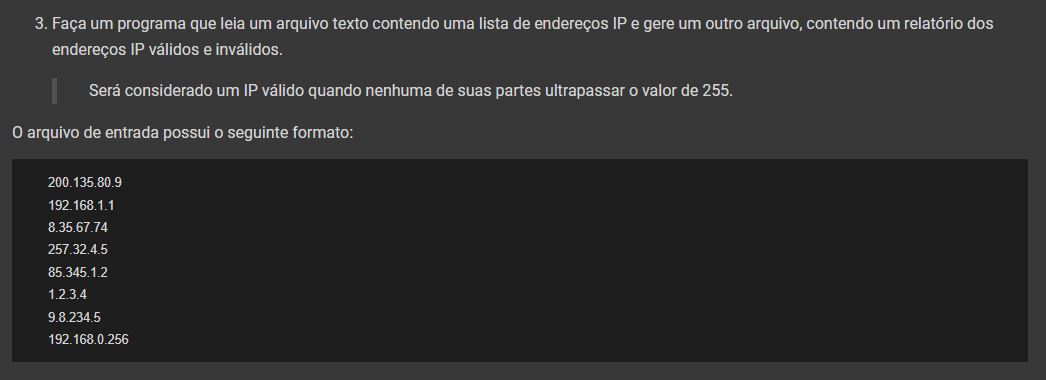 3. Faça um programa que leia um arquivo texto contendo uma lista de endereços IP e gere um outro arquivo, contendo um relatório dos
endereços IP válidos e inválidos.
Será considerado um IP válido quando nenhuma de suas partes ultrapassar o valor de 255.
O arquivo de entrada possui o seguinte formato:
200.135.80.9
192.168.1.1
8.35.67.74
257.32.4.5
85.345.1.2
1.2.3.4
9.8.234.5
192.168.0.256